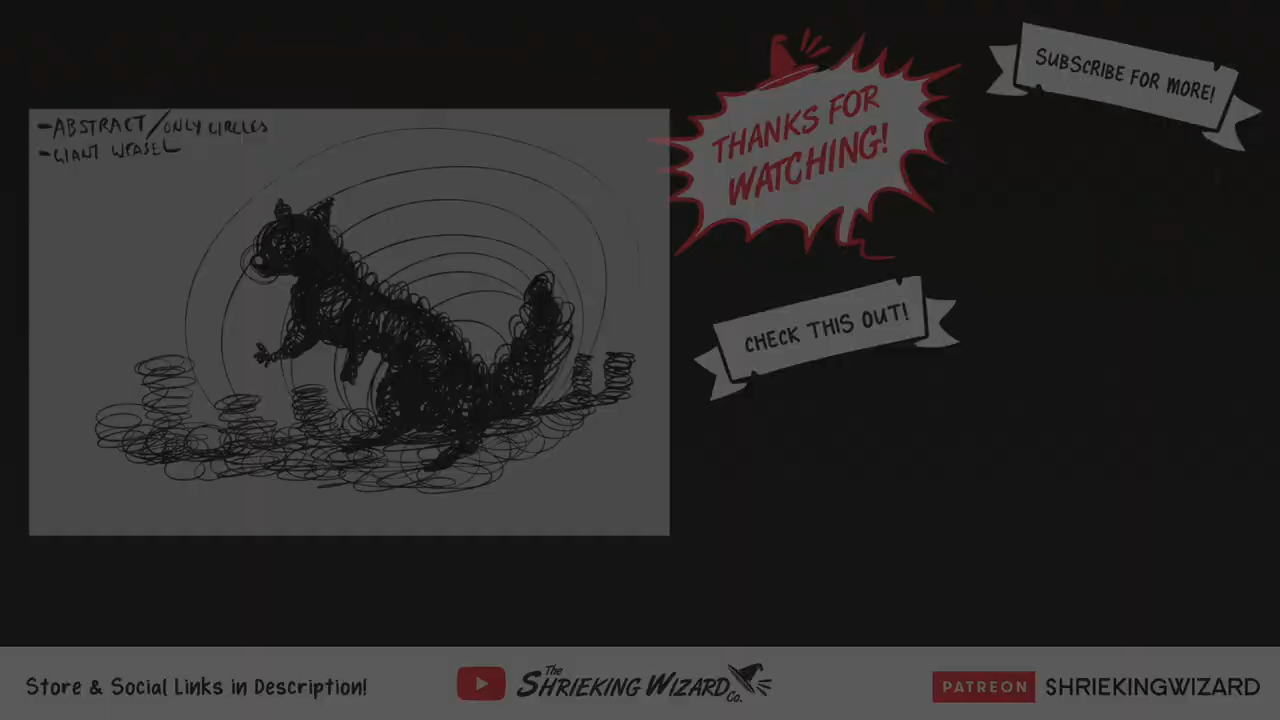 -ABSTRACT/ONLY CIRCLES
-GIANT WEASEL
THANKS FOR
WATCHING!
SUBSCRIBE FOR MORE!
CHECK THIS OUT!
Store & Social Links in Description!
The
SHRIEKING WIZARD
Co.
PATREON SHRIEKINGWIZARD